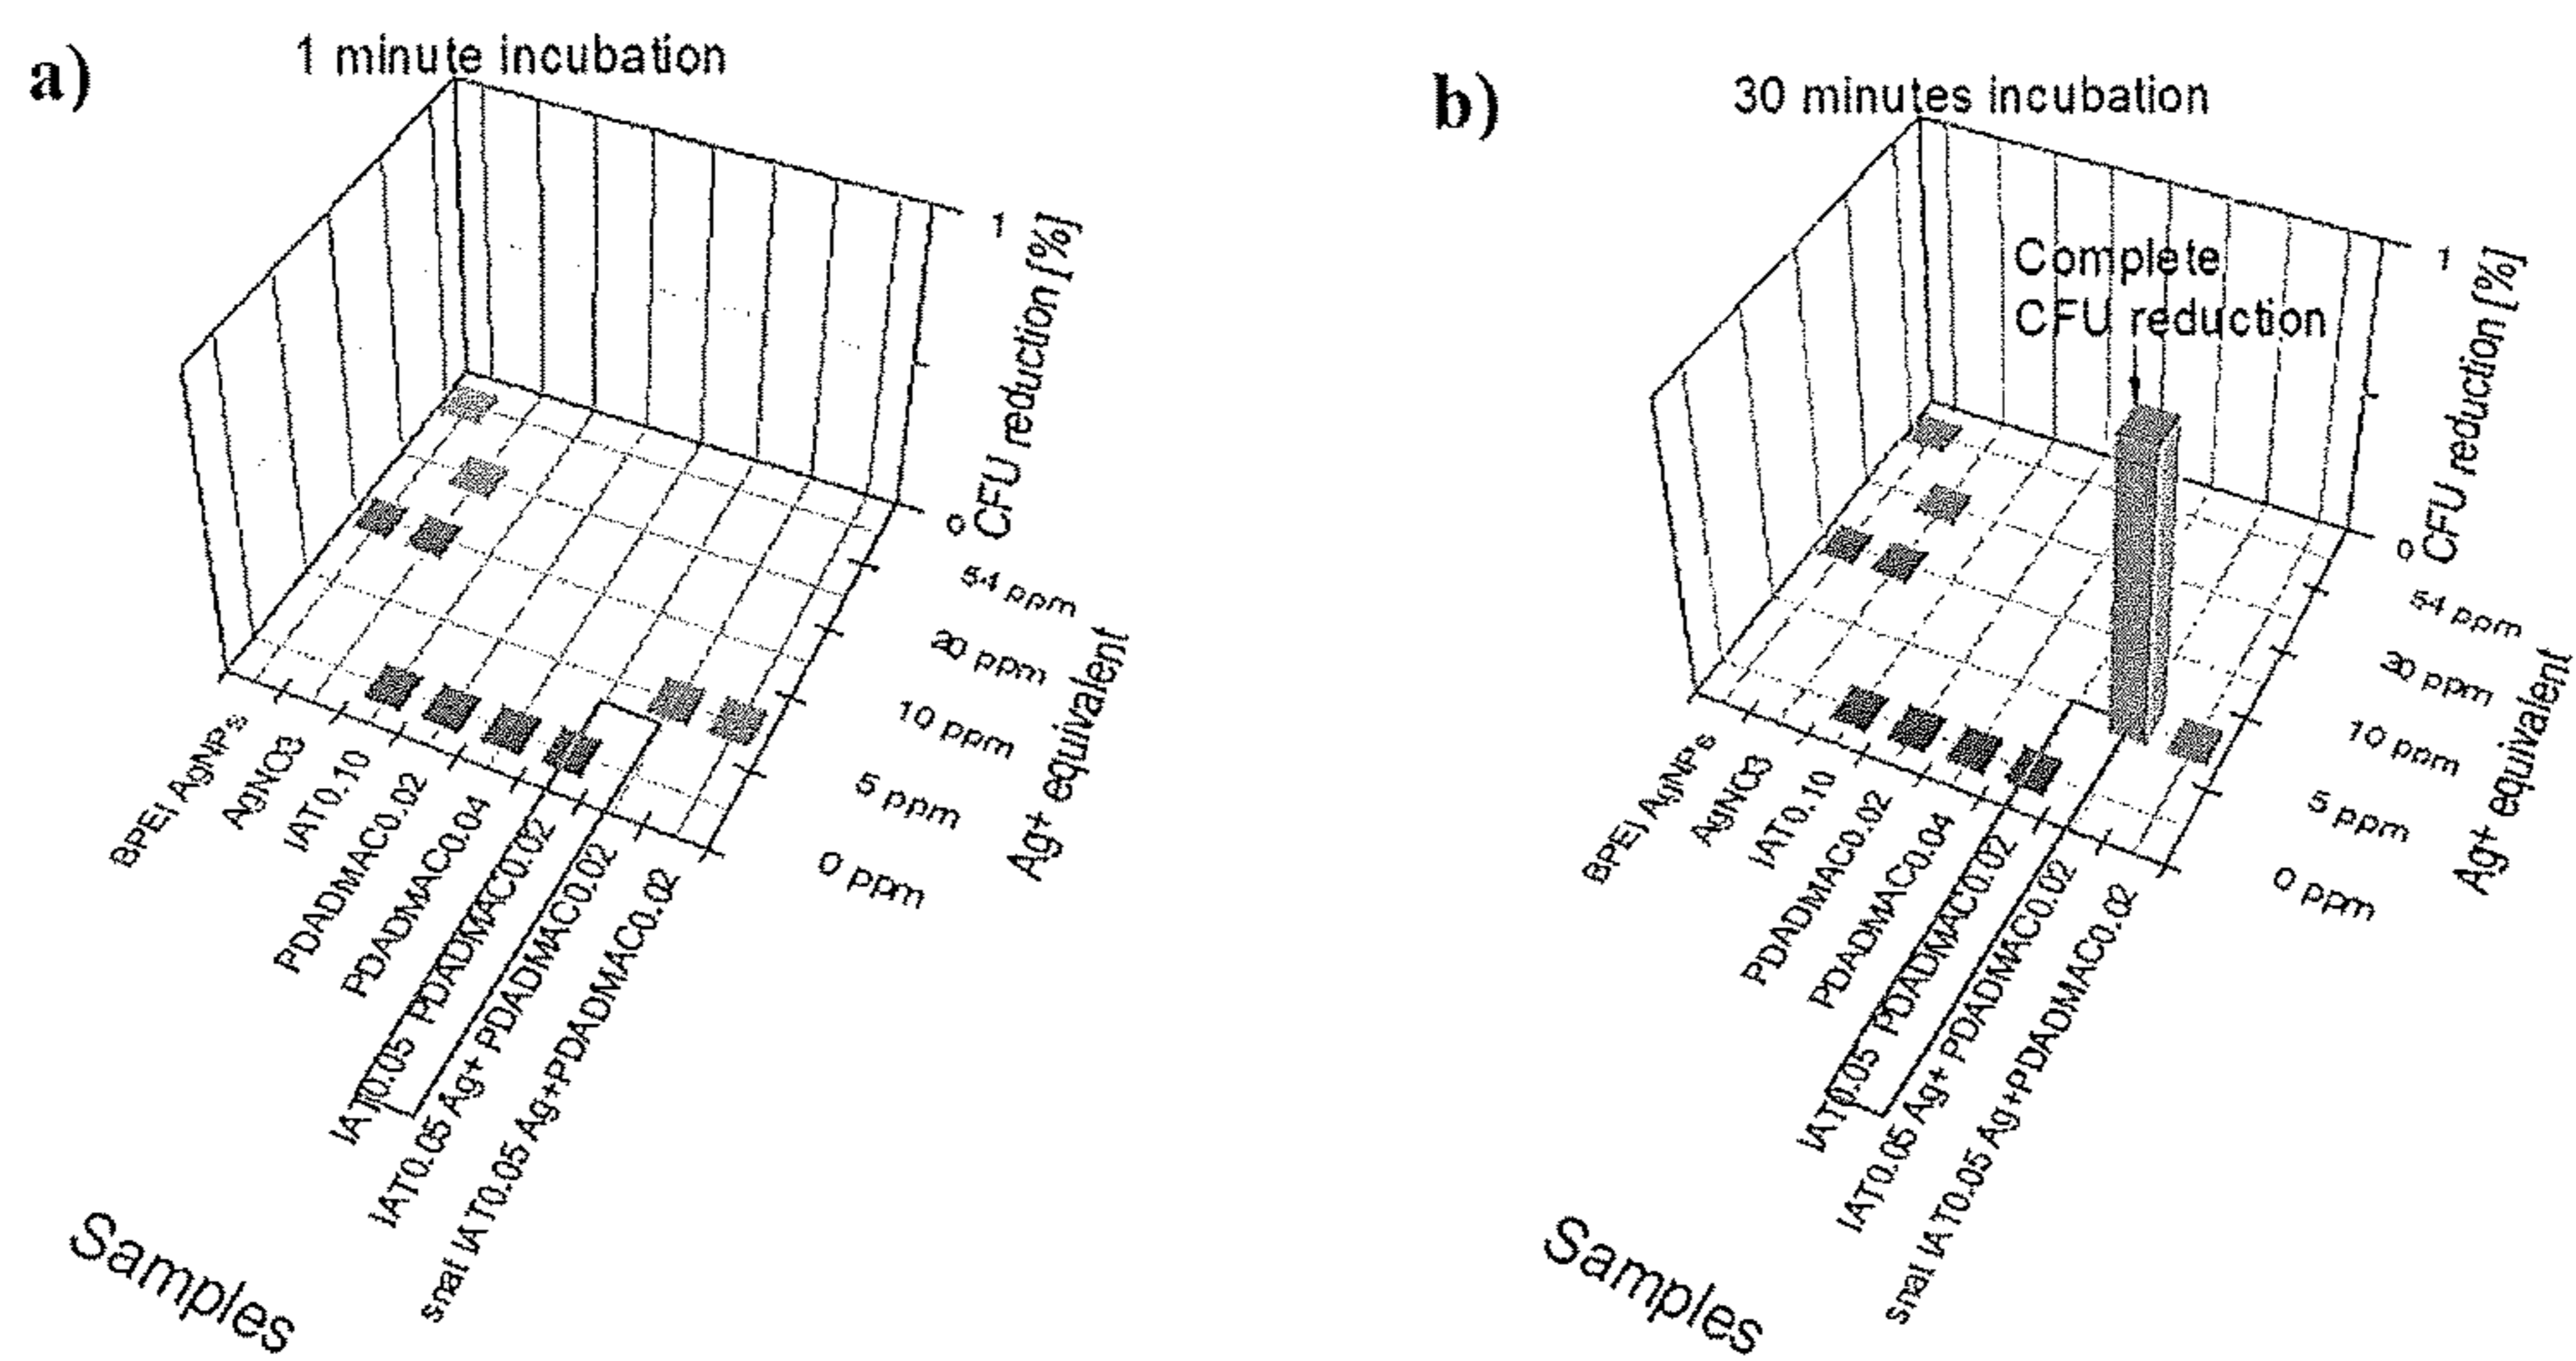 a)
1 minute incubation
1
0
CFU reduction [%]
54 ppm
20 ppm
10 ppm
5 ppm
0 ppm
Ag+ equivalent
BPEI AgNPs
AgNO3
IAT0.10
PDADMAC0.02
PDADMAC0.04
IAT0.05 PDADMAC0.02
IAT0.05 Ag+ PDADMAC0.02
snat IAT0.05 Ag+PDADMAC0.02
Samples
b)
30 minutes incubation
Complete
CFU reduction
1
0
CFU reduction [%]
54 ppm
20 ppm
10 ppm
5 ppm
0 ppm
Ag+ equivalent
BPEI AgNPs
AgNO3
IAT0.10
PDADMAC0.02
PDADMAC0.04
IAT0.05 PDADMAC0.02
IAT0.05 Ag+ PDADMAC0.02
snat IAT0.05 Ag+PDADMAC0.02
Samples